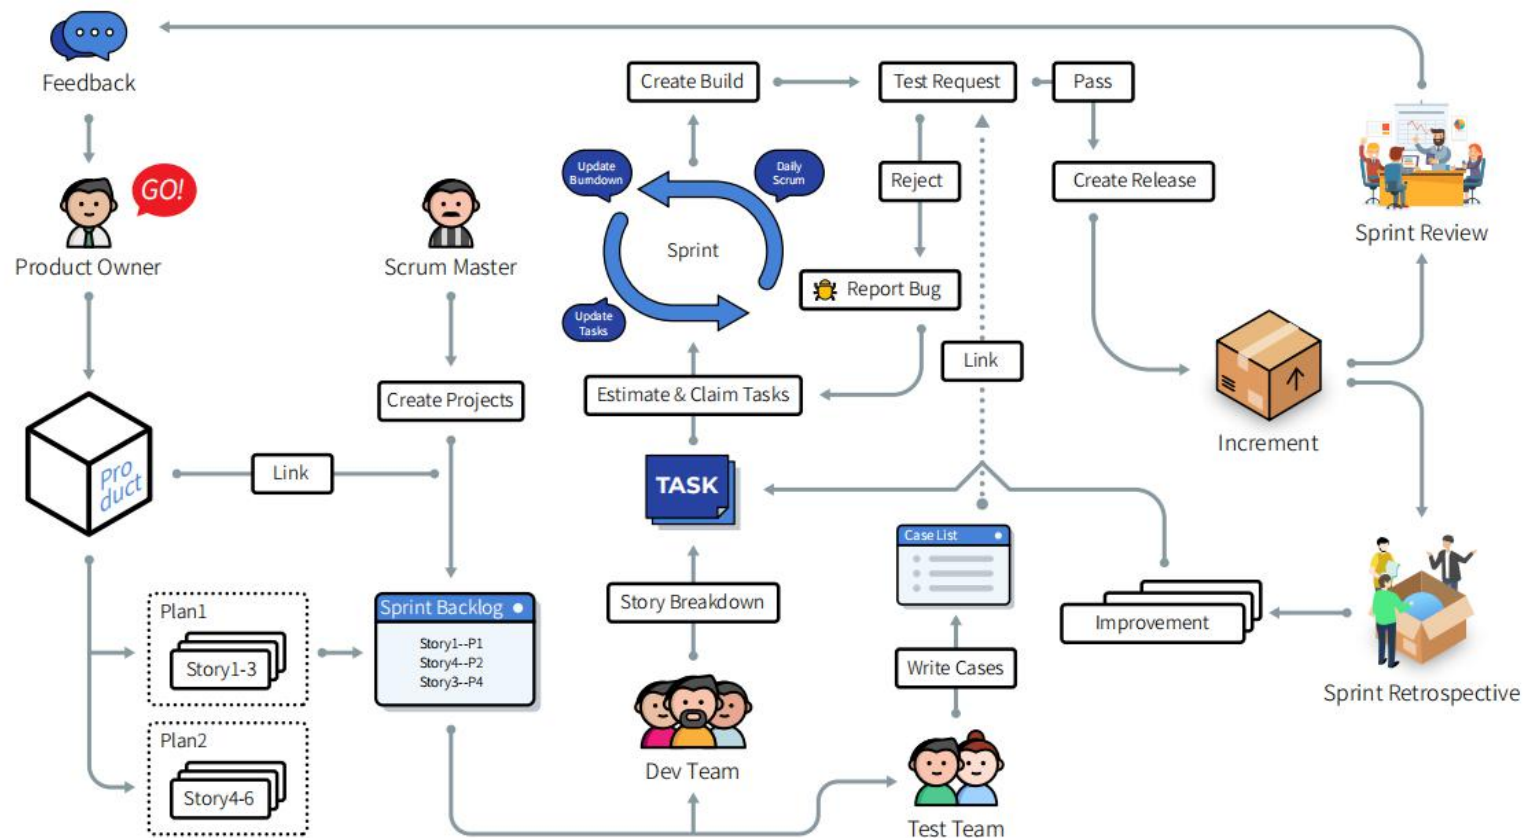 Feedback
GO!
Product Owner
Scrum Master
Create Projects
Link
Pro
duct
Plan1
Story1-3
Plan2
Story4-6
Sprint Backlog
Story1--P1
Story4--P2
Story3--P4
Create Build
Test Request
Pass
Update
Burndown
Daily
Scrum
Sprint
Update
Tasks
Reject
Create Release
Report Bug
Link
Estimate & Claim Tasks
TASK
Story Breakdown
Dev Team
Case List
Write Cases
Test Team
Sprint Review
Increment
Improvement
Sprint Retrospective